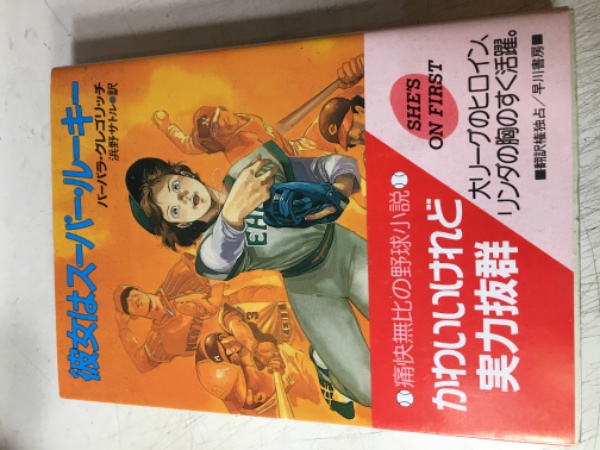 彼女はスーパー・ルーキー
バーバラ・グレゴリッチ
浜野サトル●訳
SHE'S
ON FIRST
大リーグのヒロイン、
リンダの胸のすく活躍。
■翻訳権独占/早川書房■
痛快無比の野球小説
かわいいけれど
実力抜群
EA
3